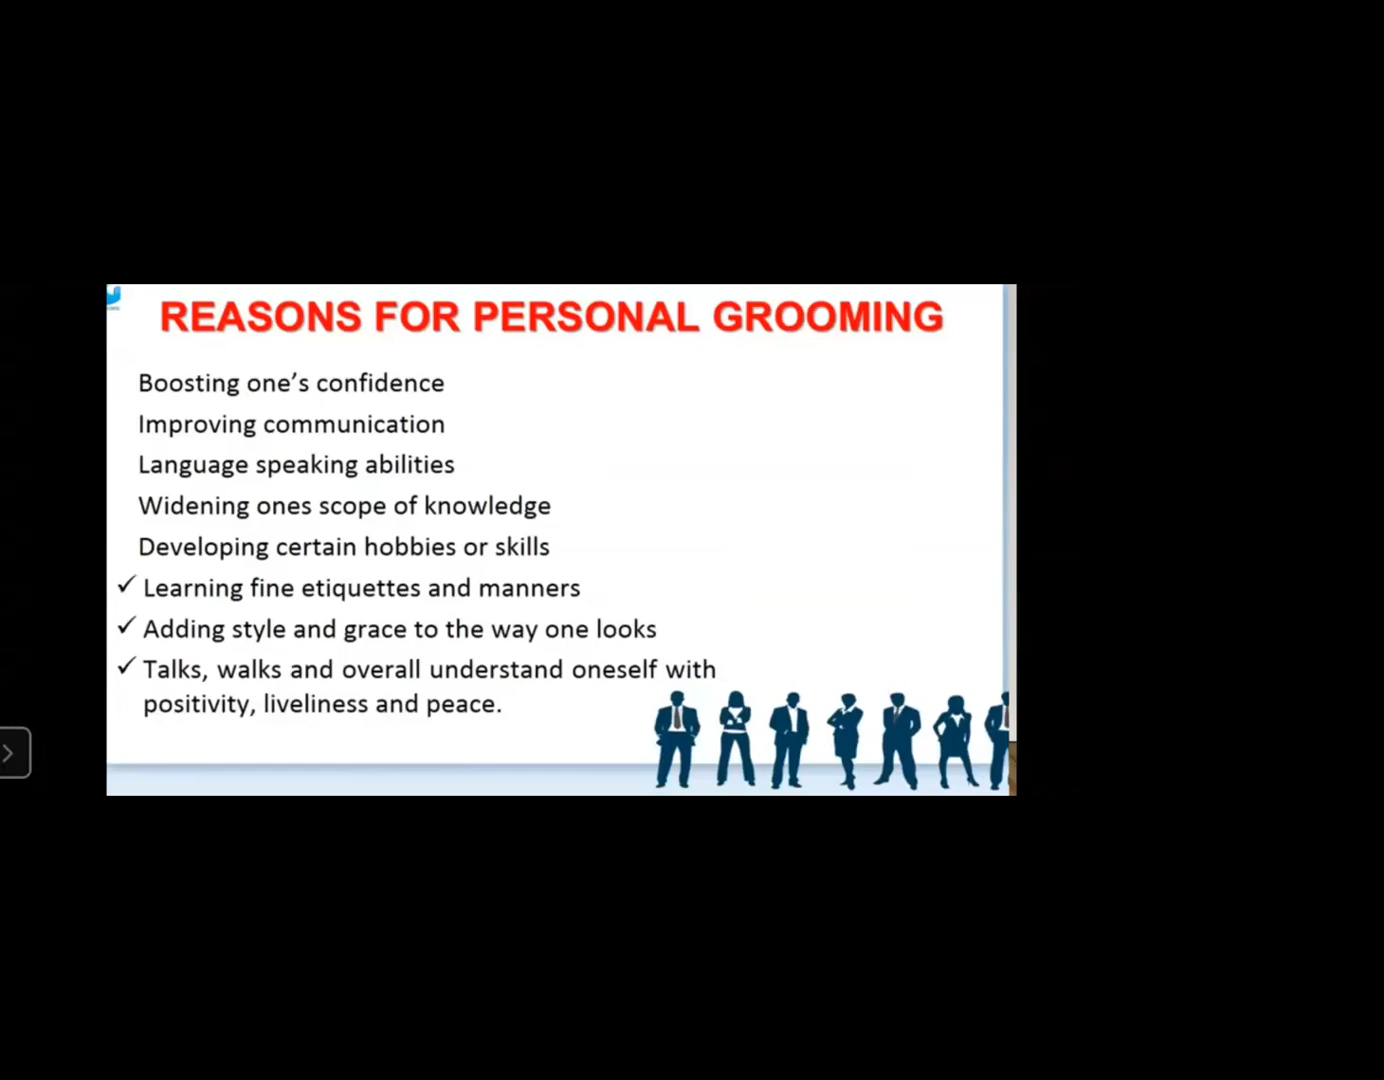 REASONS FOR PERSONAL GROOMING
Boosting one’s confidence
Improving communication
Language speaking abilities
Widening ones scope of knowledge
Developing certain hobbies or skills
✓ Learning fine etiquettes and manners
✓ Adding style and grace to the way one looks
✓ Talks, walks and overall understand oneself with
positivity, liveliness and peace.